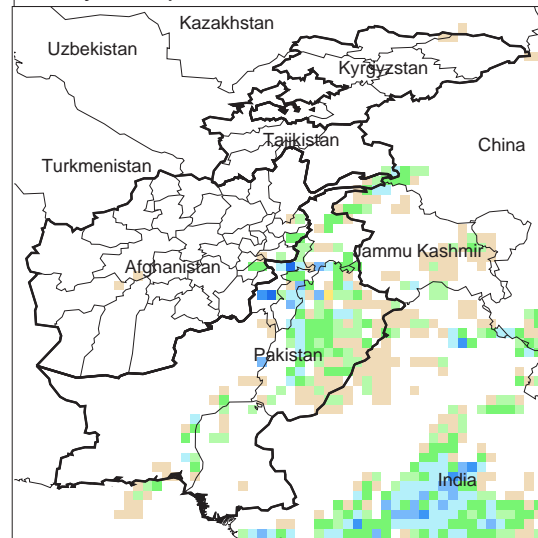 Kazakhstan
Uzbekistan
Kyrgyzstan
Tajikistan
China
Turkmenistan
Jammu Kashmir
Afghanistan
Pakistan
India